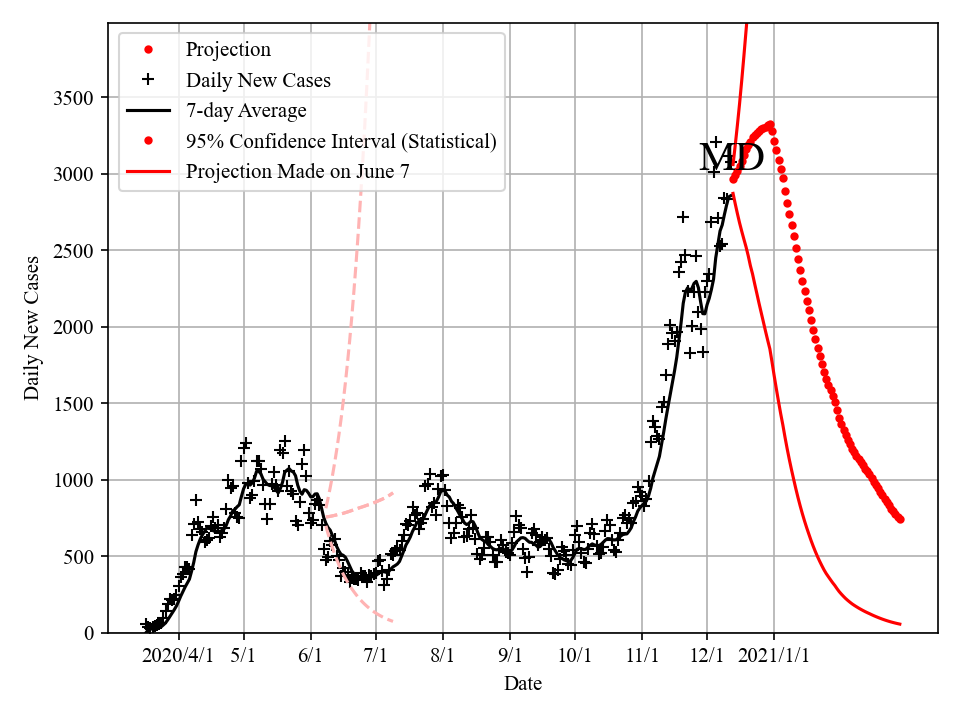 Projection
Daily New Cases
7-day Average
95% Confidence Interval (Statistical)
Projection Made on June 7
MD
3500
3000
2500
2000
1500
1000
500
0
Daily New Cases
2020/4/1 5/1 6/1 7/1 8/1 9/1 10/1 11/1 12/1 2021/1/1
Date